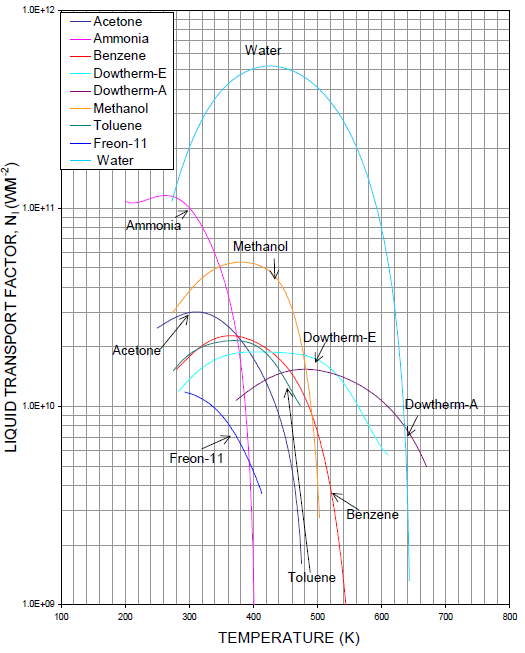 1.0E+12
Acetone
Ammonia
Benzene
Dowtherm-E
Dowtherm-A
Methanol
Toluene
Freon-11
Water
Water
LIQUID TRANSPORT FACTOR, Nl (WM-2)
1.0E+11
Ammonia
Methanol
Acetone
Dowtherm-E
1.0E+10
Dowtherm-A
Freon-11
Benzene
Toluene
1.0E+09
100 200 300 400 500 600 700 800
TEMPERATURE (K)